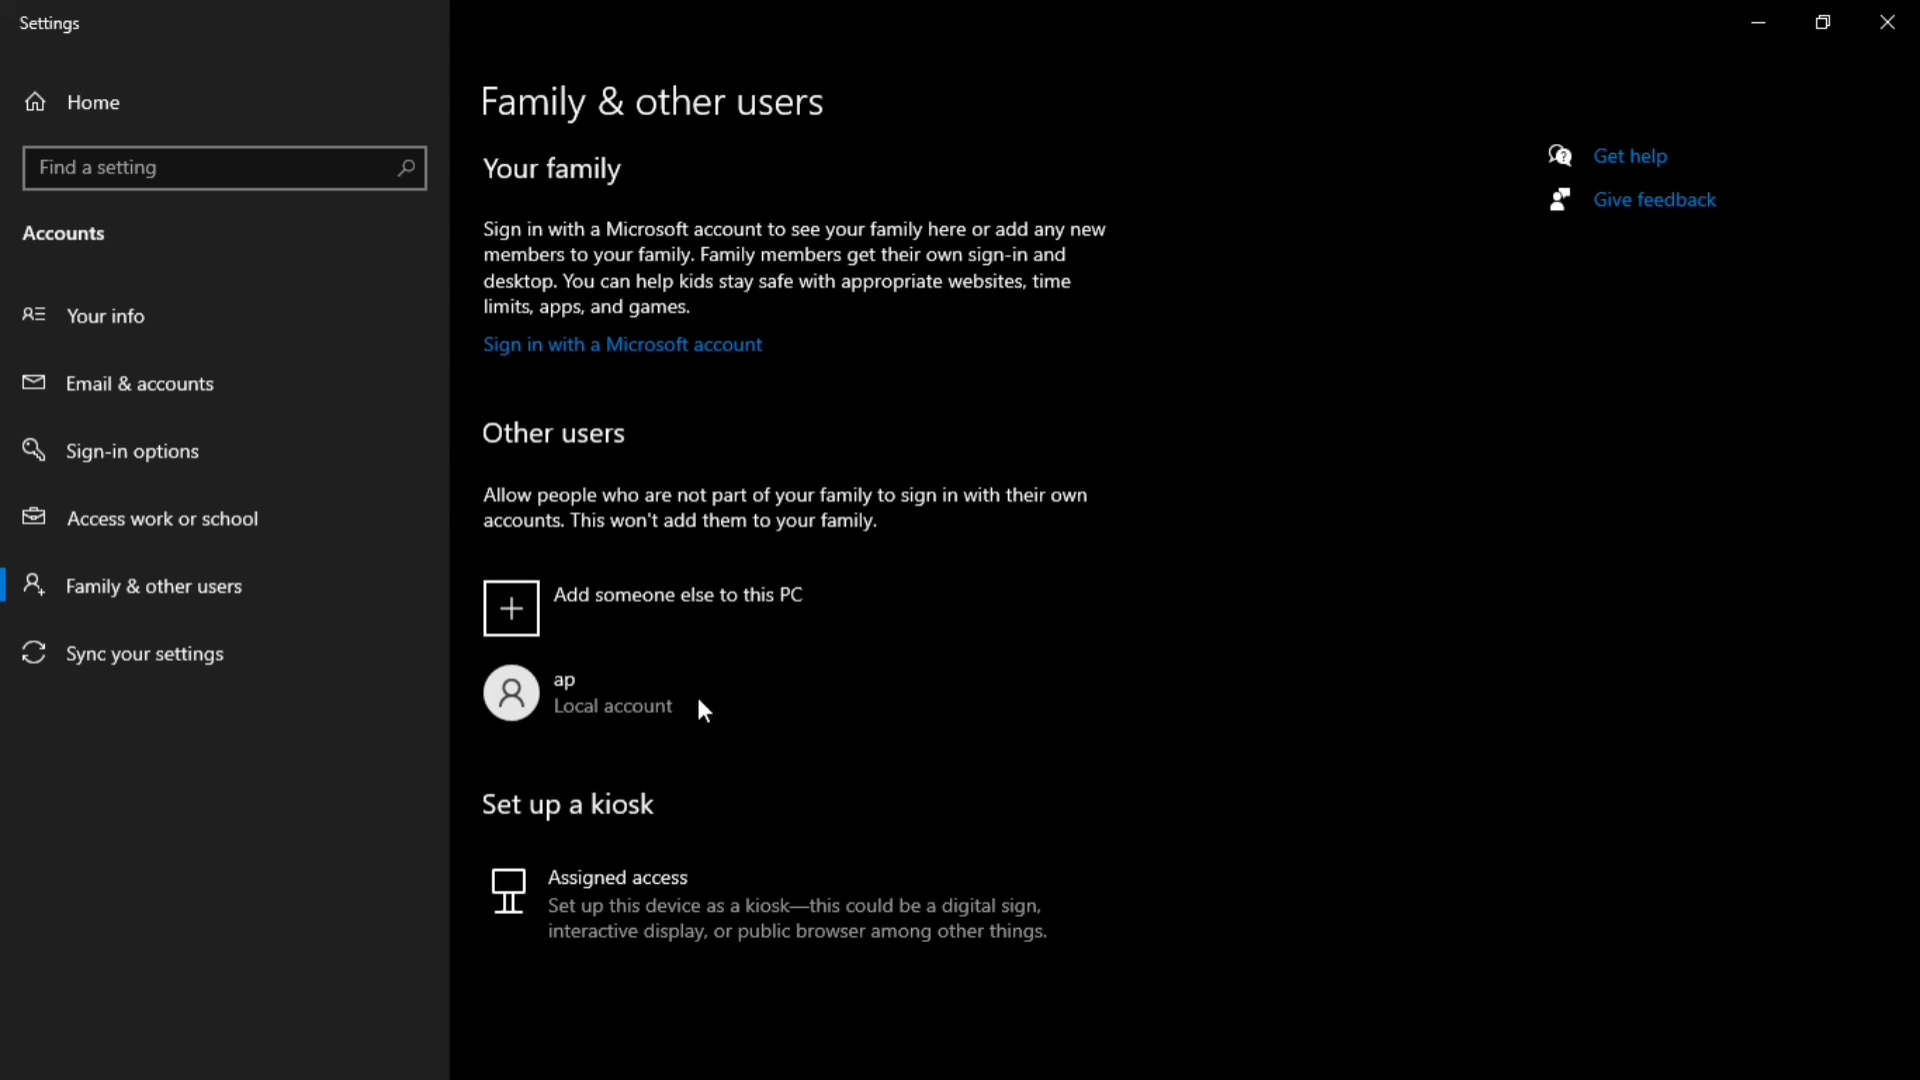 Settings
Home
Find a setting
Accounts
Your info
Email & accounts
Sign-in options
Access work or school
Family & other users
Sync your settings
Family & other users
Your family
Sign in with a Microsoft account to see your family here or add any new
members to your family. Family members get their own sign-in and
desktop. You can help kids stay safe with appropriate websites, time
limits, apps, and games.
Sign in with a Microsoft account
Other users
Allow people who are not part of your family to sign in with their own
accounts. This won't add them to your family.
Add someone else to this PC
ap
Local account
Set up a kiosk
Assigned access
Set up this device as a kiosk—this could be a digital sign,
interactive display, or public browser among other things.
Get help
Give feedback